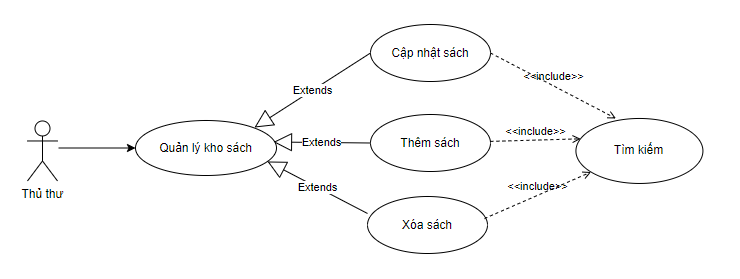 Cập nhật sách
<<include>>
Extends
Quản lý kho sách
Extends
Thêm sách
<<include>>
Tìm kiếm
Thủ thư
Extends
<<include>>
Xóa sách